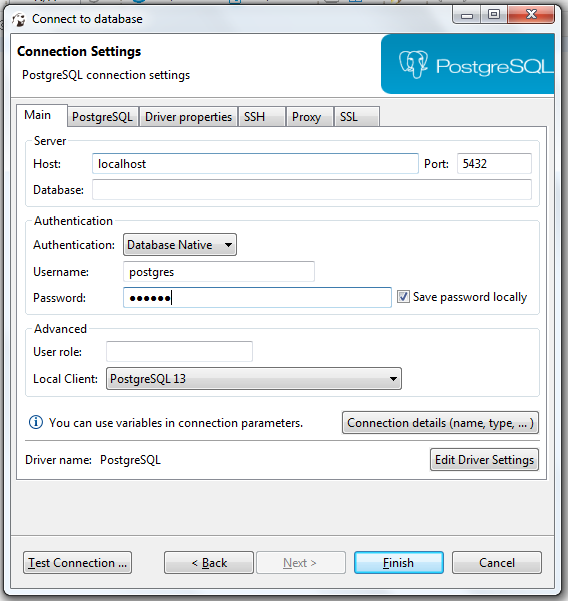 Connect to database
Connection Settings
PostgreSQL connection settings
PostgreSQL
Main PostgreSQL Driver properties SSH Proxy SSL
Server
Host: localhost Port: 5432
Database:
Authentication
Authentication: Database Native
Username: postgres
Password: ●●●●●● Save password locally
Advanced
User role:
Local Client: PostgreSQL 13
You can use variables in connection parameters. Connection details (name, type, ... )
Driver name: PostgreSQL Edit Driver Settings
Test Connection ... < Back Next > Finish Cancel